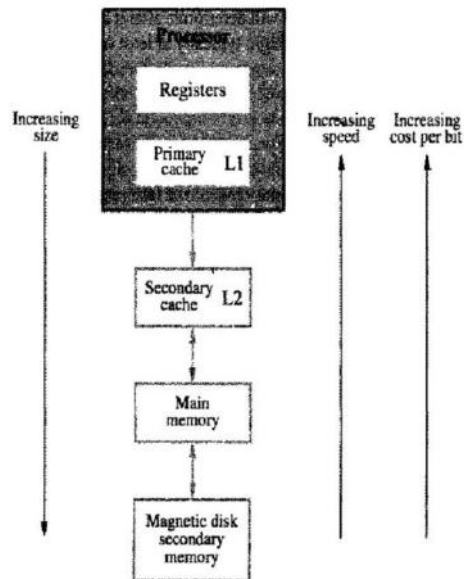 Processor
Registers
Increasing
size
Increasing
speed
Increasing
cost per bit
Primary
cache L1
Secondary
cache L2
Main
memory
Magnetic disk
secondary
memory